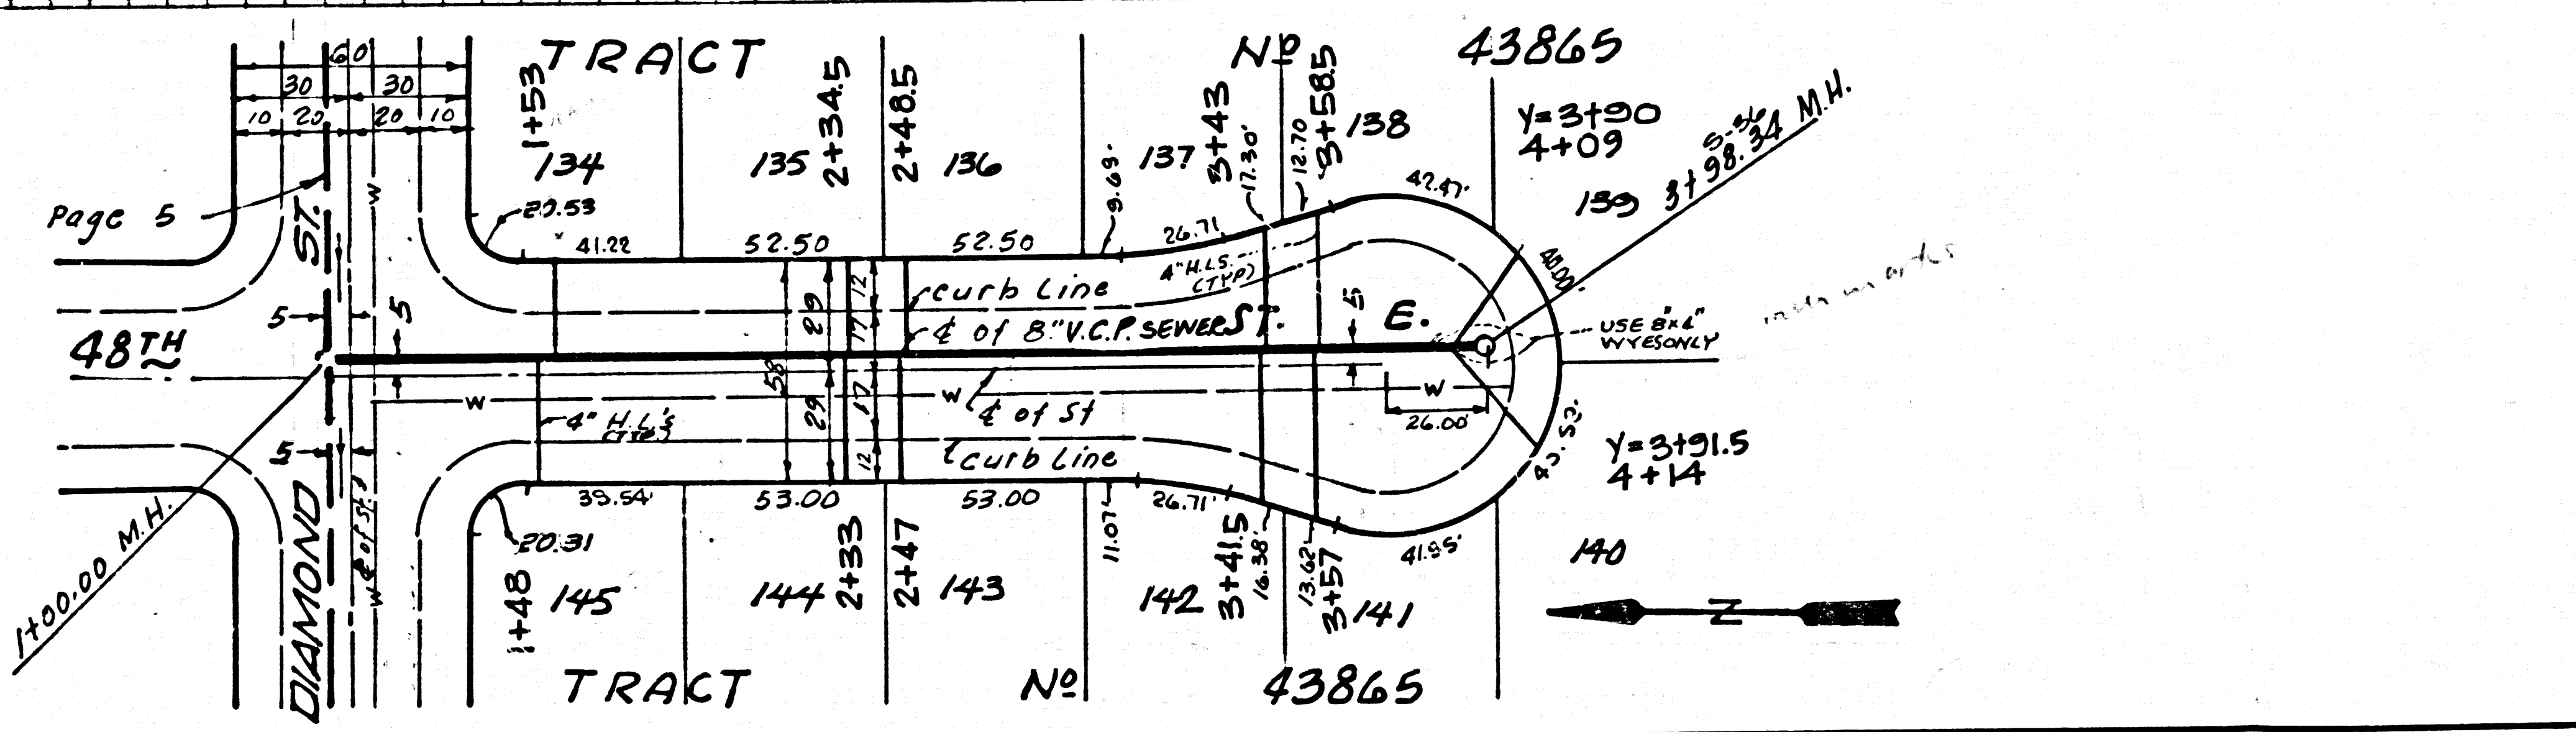 TRACT Nº 43865
60
30 30
10 20 20 10
1+53
2+34.5
2+48.5
3+43
17.30'
12.70
3+58.5
Y=3+90
4+09
S-36
3+98.34 M.H.
134 135 136 137 138 139
Page 5
20.53
41.22 52.50 52.50 9.69' 26.71 42.47'
4" H.L.S.
(TYP)
ST.
W
5
5
48TH
29
12
17
curb Line
℄ of 8" V.C.P. SEWER ST. E.
5
USE 8"x4"
WYES ONLY
58
29
17
12
W
W
℄ of St
W
26.00'
4" H.L.'s
(TYP.)
5
curb Line
Y=3+91.5
4+14
39.54' 53.00 53.00 11.07' 26.71' 41.95'
1+00.00 M.H.
DIAMOND
℄ of St.
W
W
20.31
1+48
2+33
2+47
3+41.5
16.38'
13.62'
3+57
145 144 143 142 141 140
Z
TRACT Nº 43865